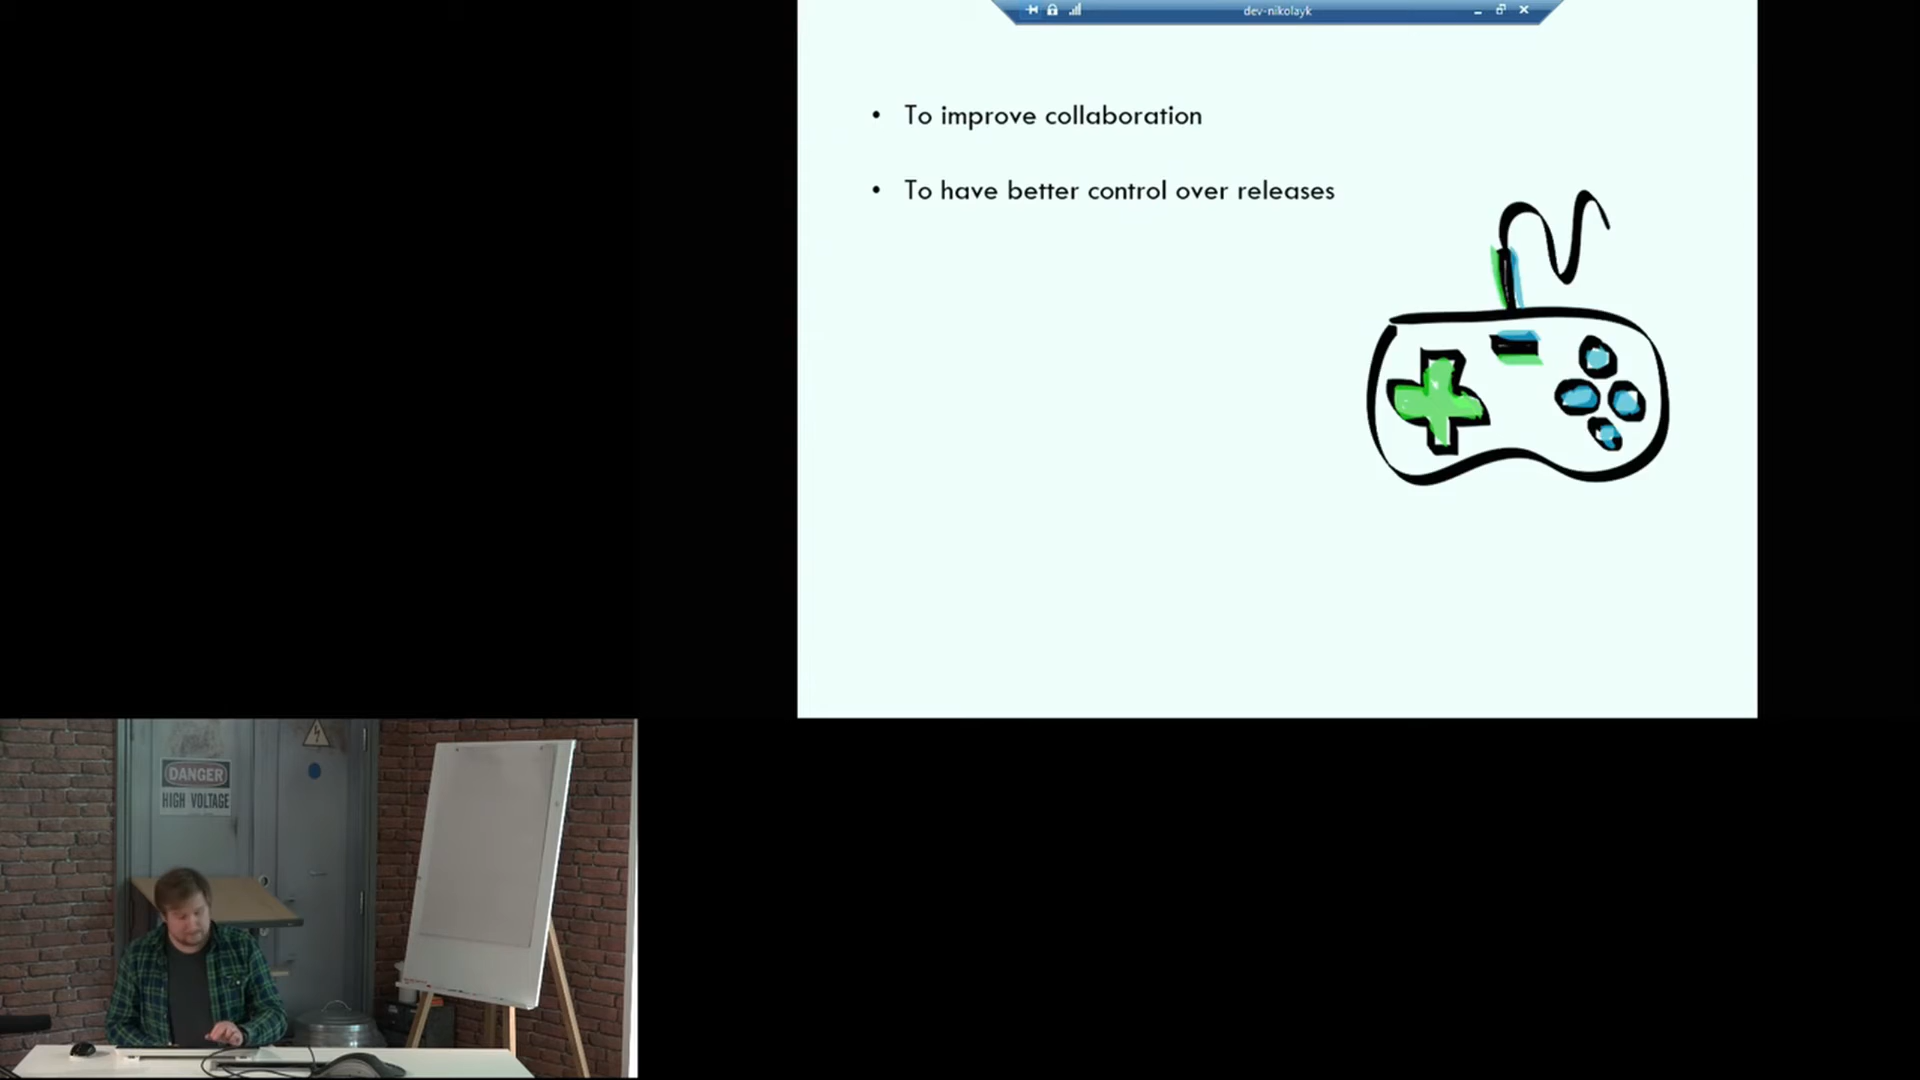 dev-nikolayk
• To improve collaboration
• To have better control over releases
DANGER
HIGH VOLTAGE